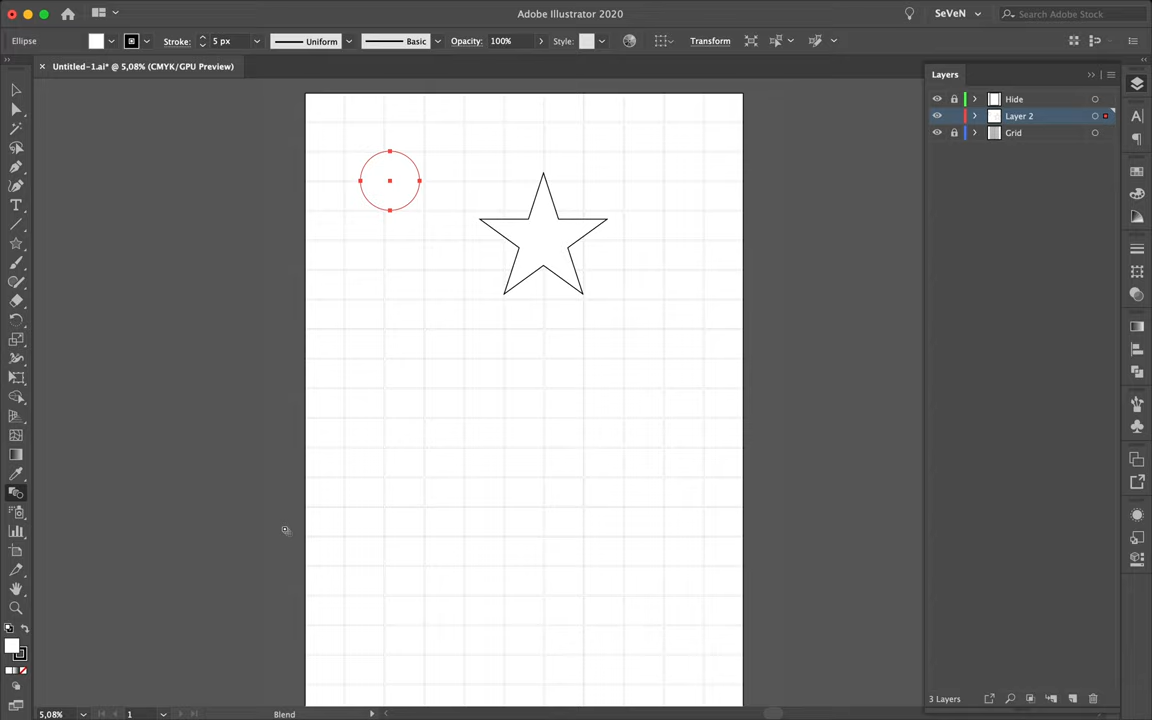 Adobe Illustrator 2020
SeVeN
Search Adobe Stock
Ellipse
Stroke:
5 px
Uniform
Basic
Opacity:
100%
Style:
Transform
Untitled-1.ai* @ 5,08% (CMYK/GPU Preview)
Layers
Hide
Layer 2
Grid
3 Layers
5,08%
1
Blend